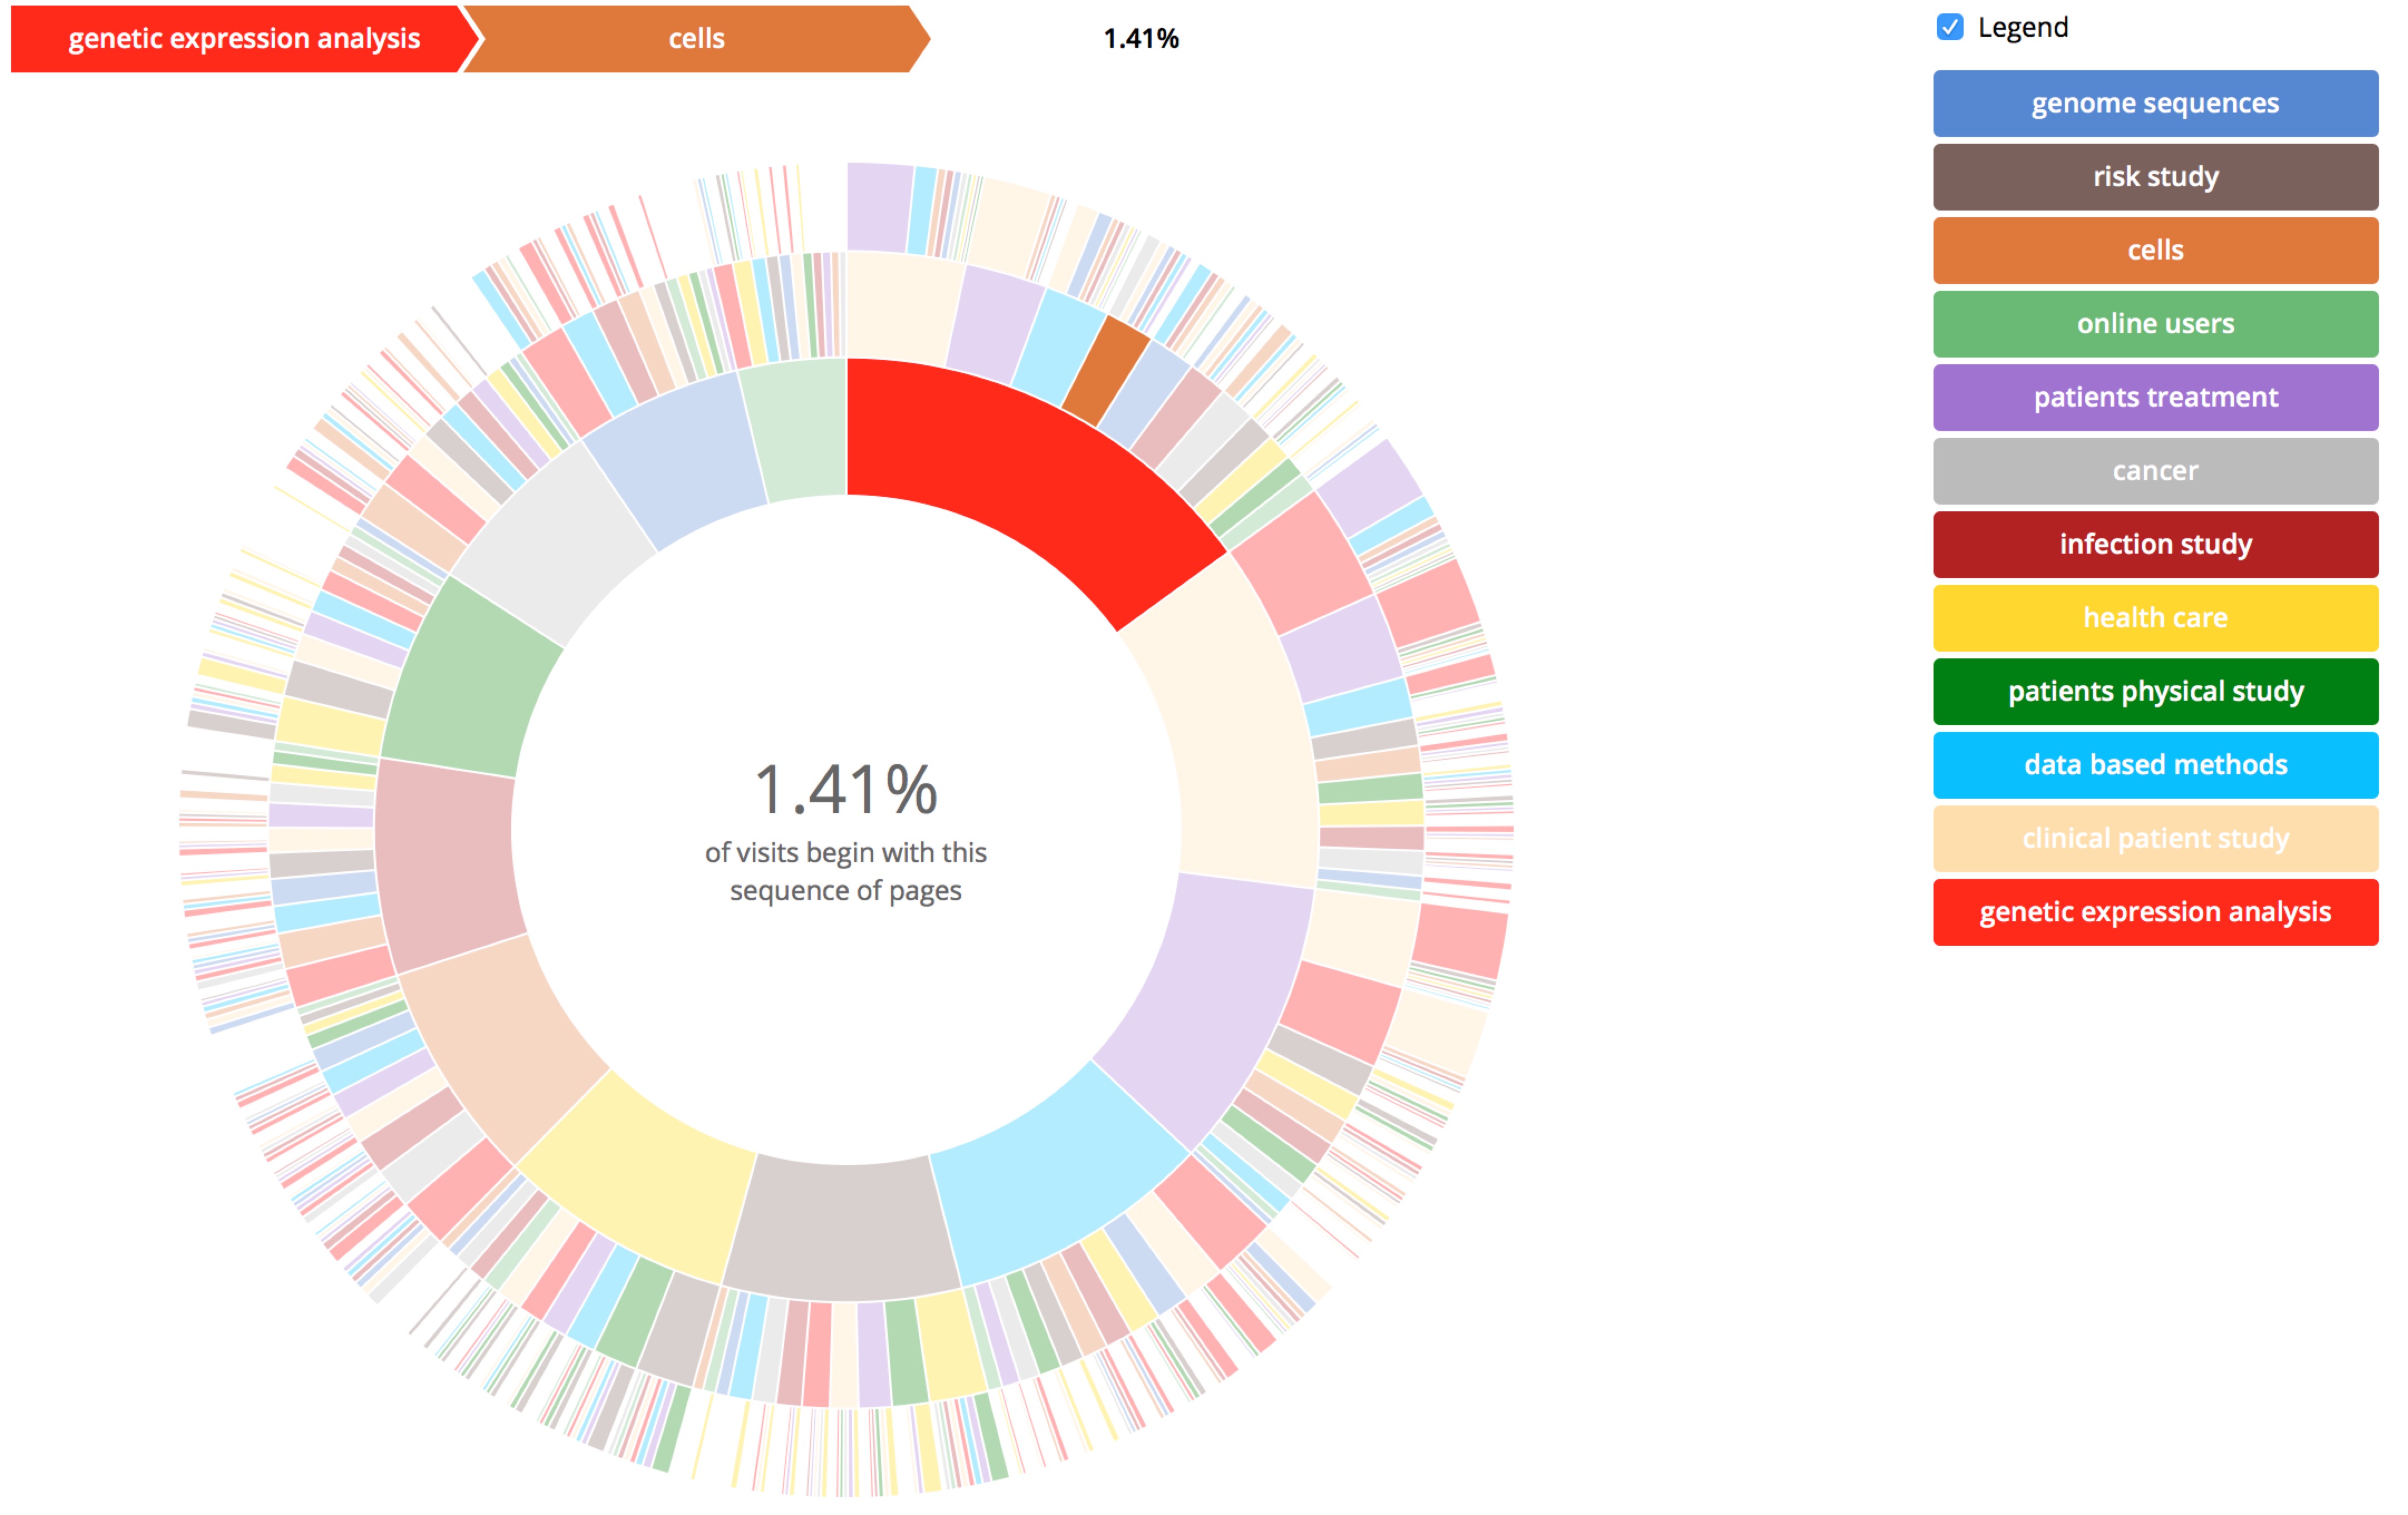 genetic expression analysis
cells
1.41%
Legend
genome sequences
risk study
cells
online users
patients treatment
cancer
infection study
health care
patients physical study
data based methods
clinical patient study
genetic expression analysis
1.41%
of visits begin with this
sequence of pages